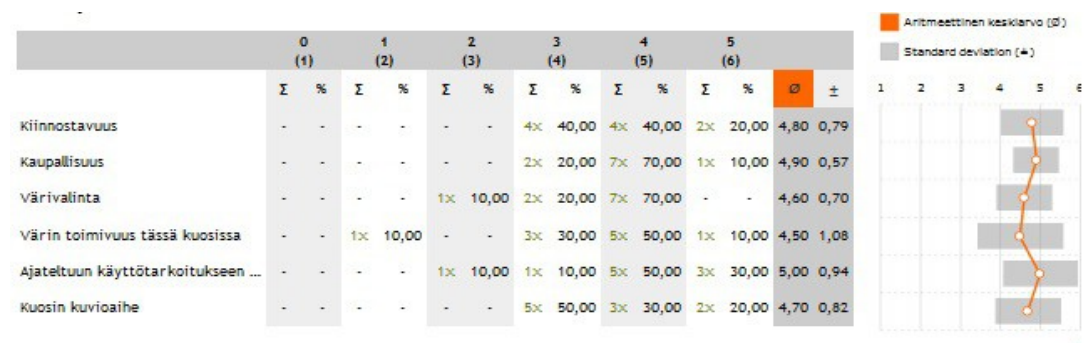 Aritmeettinen keskiarvo (Ø)
Standard deviation (±)
0 1 2 3 4 5
(1) (2) (3) (4) (5) (6)
Σ % Σ % Σ % Σ % Σ % Σ % Ø ±
1 2 3 4 5 6
Kiinnostavuus - - - - - - 4x 40,00 4x 40,00 2x 20,00 4,80 0,79
Kaupallisuus - - - - - - 2x 20,00 7x 70,00 1x 10,00 4,90 0,57
Värivalinta - - - - 1x 10,00 2x 20,00 7x 70,00 - - 4,60 0,70
Värin toimivuus tässä kuosissa - - 1x 10,00 - - 3x 30,00 5x 50,00 1x 10,00 4,50 1,08
Ajateltuun käyttötarkoitukseen ... - - - - 1x 10,00 1x 10,00 5x 50,00 3x 30,00 5,00 0,94
Kuosin kuvioaihe - - - - - - 5x 50,00 3x 30,00 2x 20,00 4,70 0,82